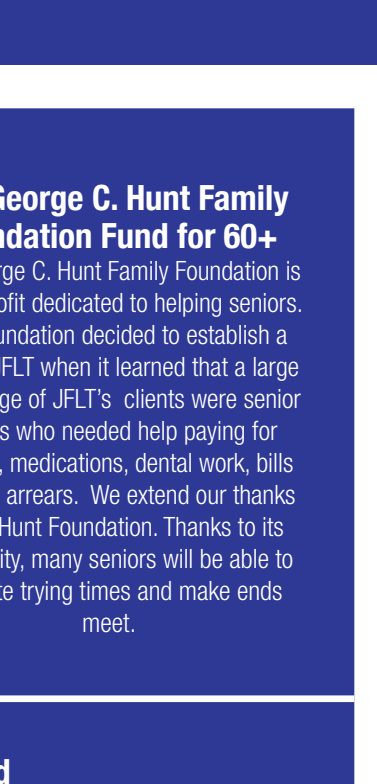 George C. Hunt Family
ndation Fund for 60+
rge C. Hunt Family Foundation is
ofit dedicated to helping seniors.
undation decided to establish a
JFLT when it learned that a large
ge of JFLT's clients were senior
s who needed help paying for
, medications, dental work, bills
arrears. We extend our thanks
Hunt Foundation. Thanks to its
ity, many seniors will be able to
te trying times and make ends
meet.
d